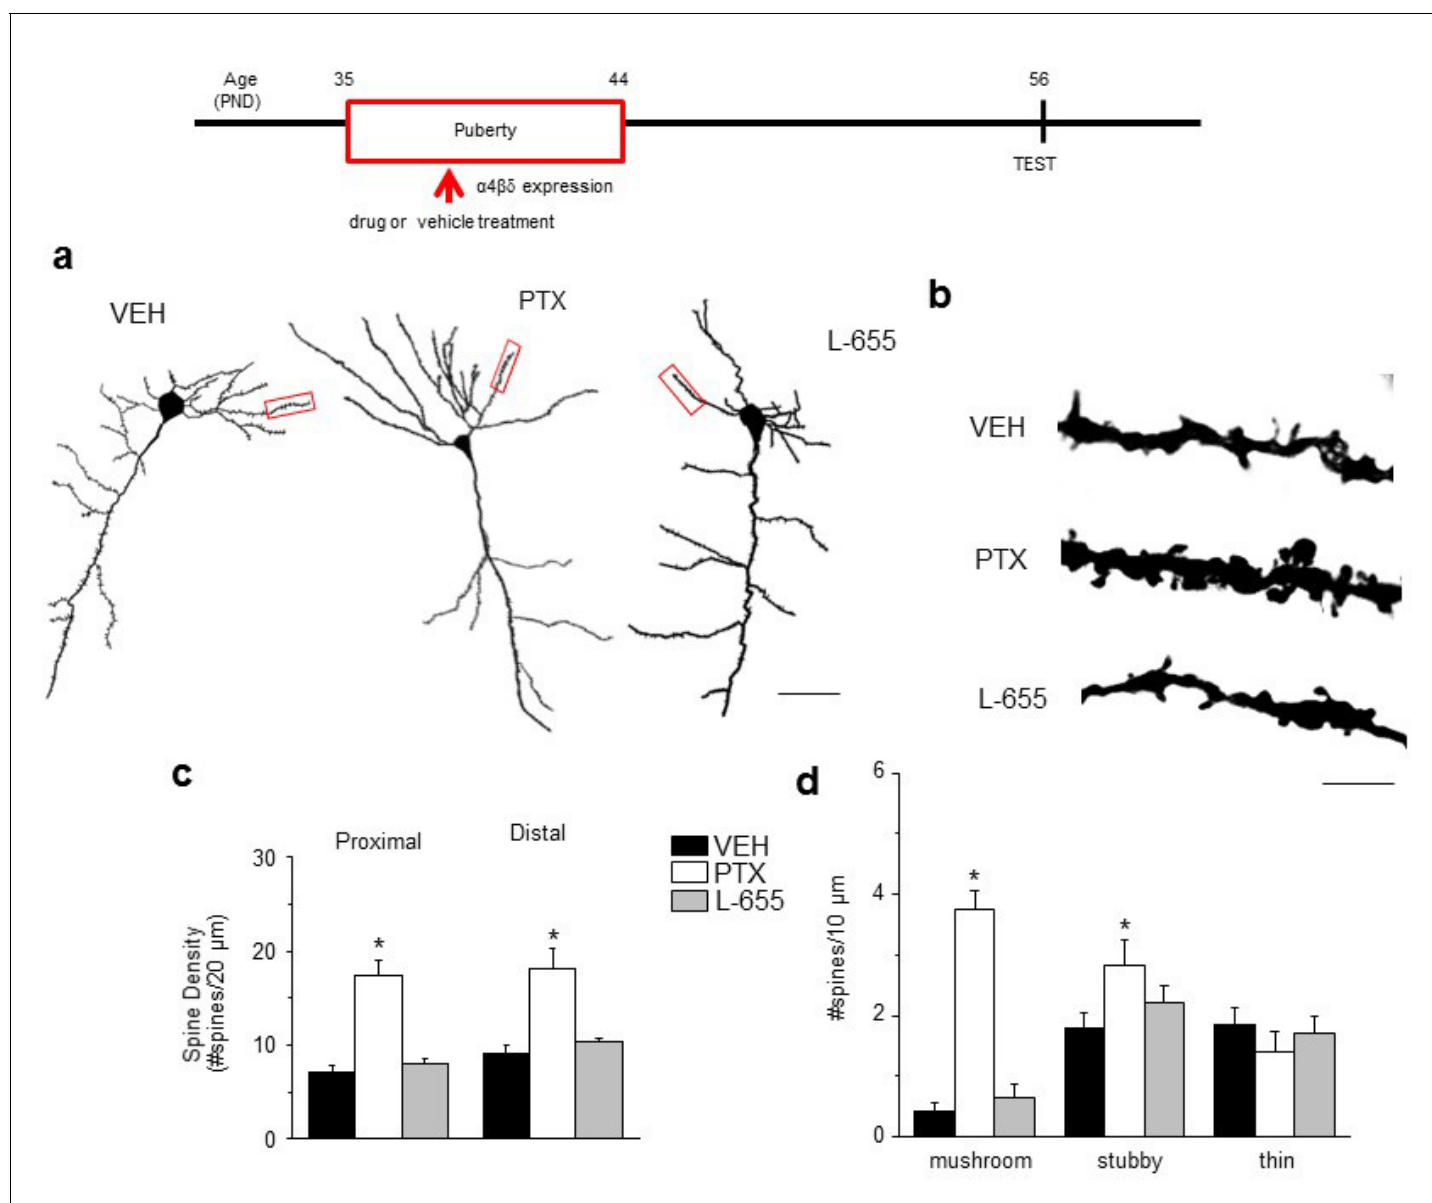 Age
(PND)
35
44
56
Puberty
TEST
α4βδ expression
drug or vehicle treatment
a
VEH
PTX
L-655
b
VEH
PTX
L-655
c
Proximal
Distal
VEH
PTX
L-655
Spine Density
(#spines/20 µm)
30
20
10
0
*
*
d
#spines/10 µm
6
4
2
0
*
*
mushroom
stubby
thin